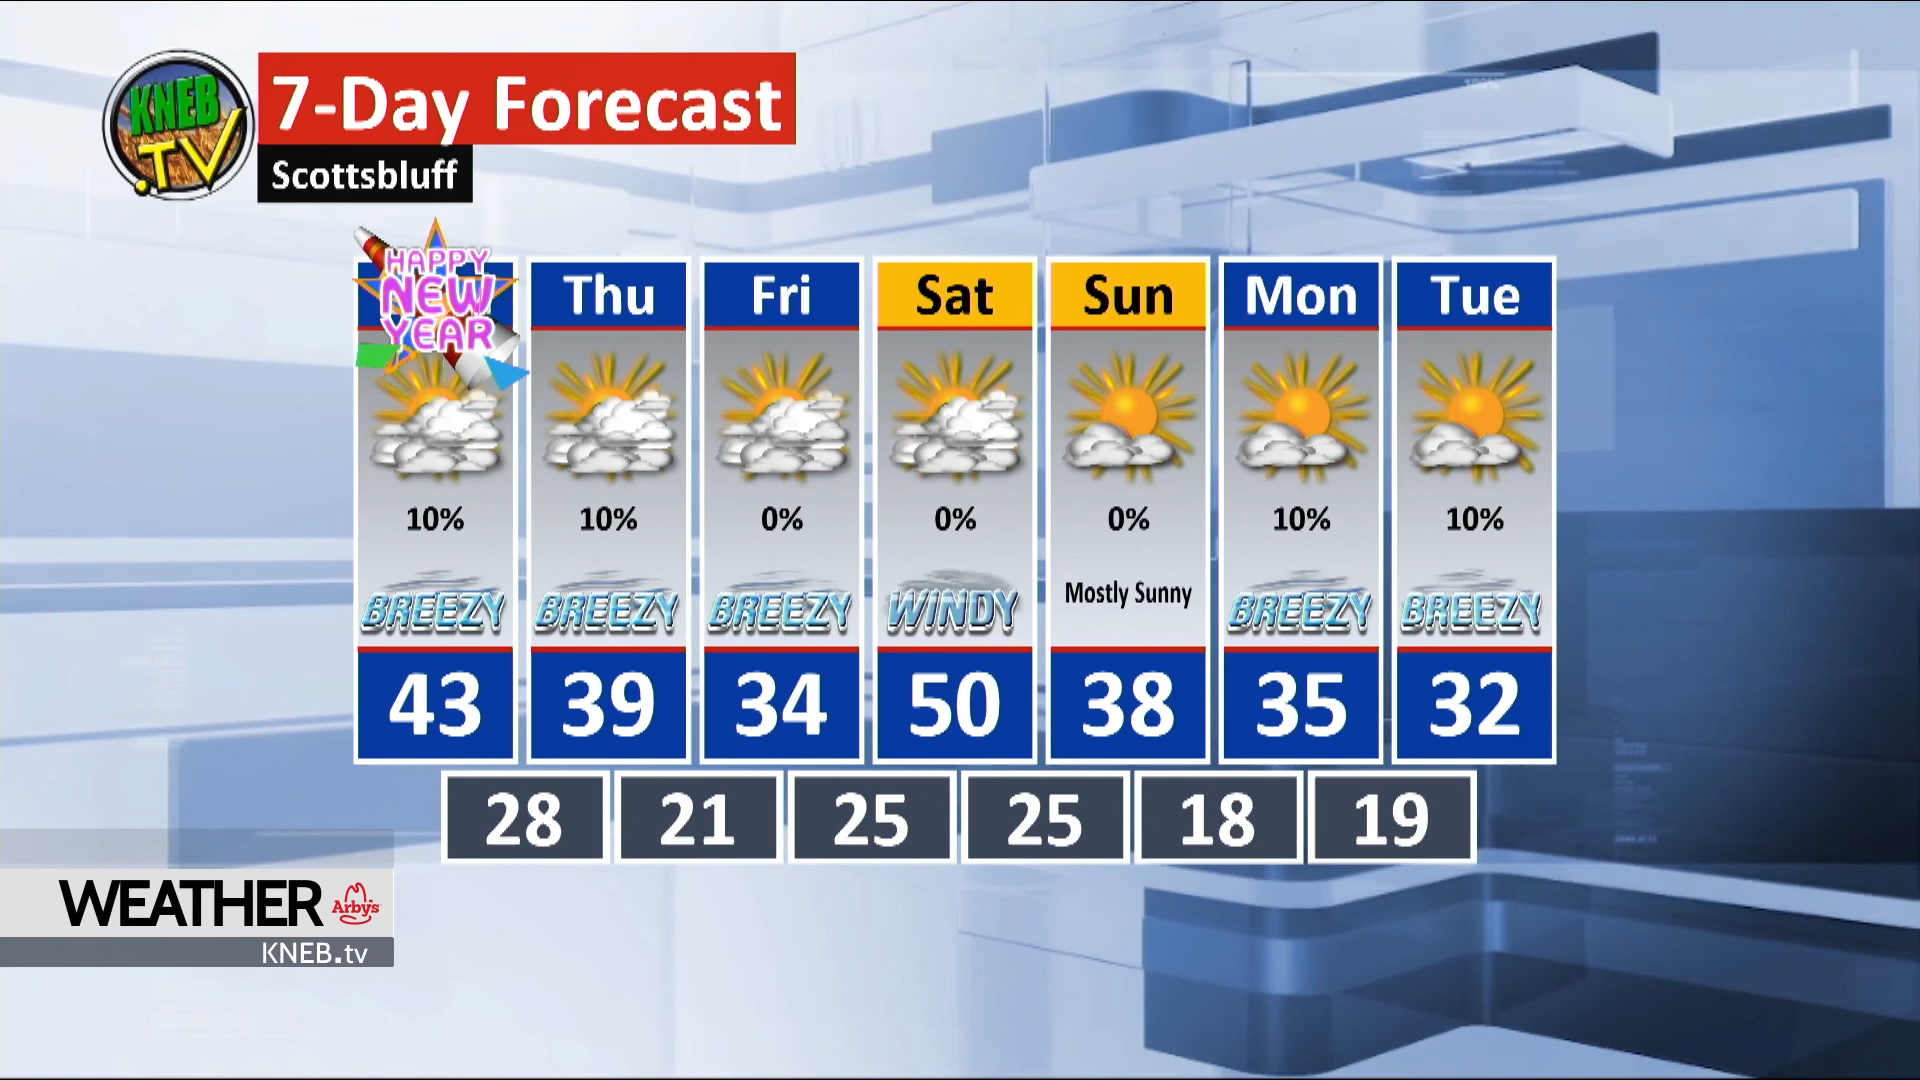 KNEB
.TV
7-Day Forecast
Scottsbluff
HAPPY
NEW
YEAR
Thu Fri Sat Sun Mon Tue
10% 10% 0% 0% 0% 10% 10%
BREEZY BREEZY BREEZY WINDY Mostly Sunny BREEZY BREEZY
43 39 34 50 38 35 32
28 21 25 25 18 19
WEATHER Arby's
KNEB.tv